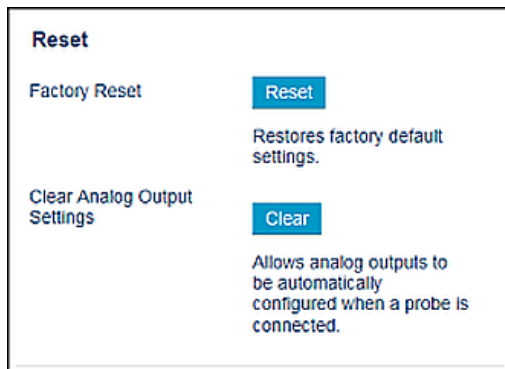 Reset
Factory Reset
Reset
Restores factory default
settings.
Clear Analog Output
Settings
Clear
Allows analog outputs to
be automatically
configured when a probe is
connected.